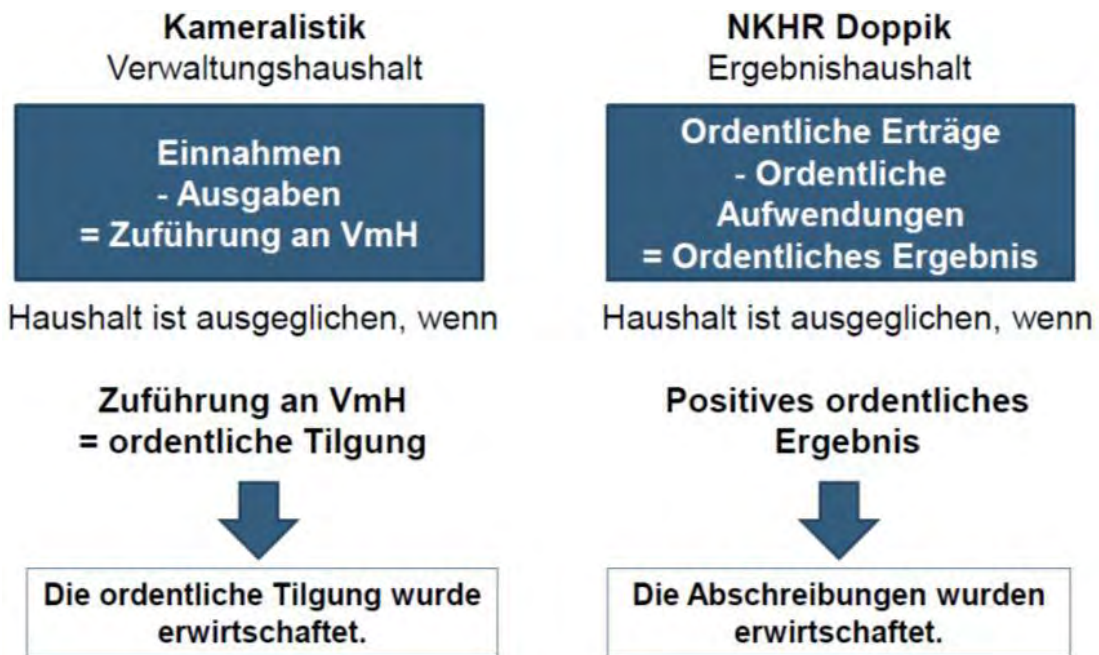 Kameralistik
Verwaltungshaushalt
Einnahmen
- Ausgaben
= Zuführung an VmH
Haushalt ist ausgeglichen, wenn
Zuführung an VmH
= ordentliche Tilgung
Die ordentliche Tilgung wurde
erwirtschaftet.
NKHR Doppik
Ergebnishaushalt
Ordentliche Erträge
- Ordentliche
Aufwendungen
= Ordentliches Ergebnis
Haushalt ist ausgeglichen, wenn
Positives ordentliches
Ergebnis
Die Abschreibungen wurden
erwirtschaftet.